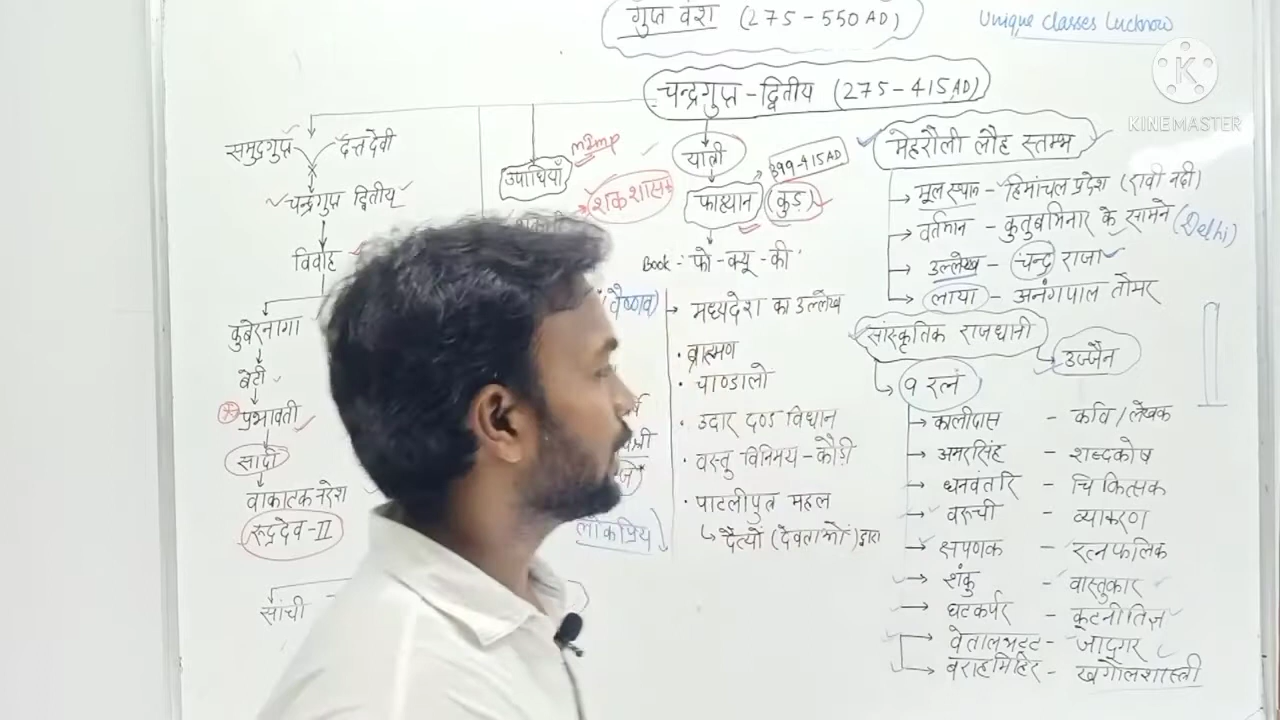 गुप्त वंश (275-550AD)
Unique classes Lucknow
चन्द्रगुप्त-द्वितीय (275-415AD)
KINEMASTER
समुद्रगुप्त
दत्तदेवी
चन्द्रगुप्त द्वितीय
विवाह
कुबेरनागा
बेटी
प्रभावती
सादी
वाकाटक नरेश
रूद्रदेव-II
सांची
उपाधियाँ
mImp
शक शासक
वैष्णव
लोकप्रिय
यात्री
399-415AD
फाह्यान (कुड़)
Book - फो-क्यू-की
मध्यदेश का उल्लेख
ब्राह्मण
चाण्डालो
उदार दण्ड विधान
वस्तु विनिमय-कौड़ी
पाटलीपुत्र महल
दैत्यों (देवताओं) द्वारा
मेहरौली लौह स्तम्भ
मूल स्थान - हिमांचल प्रदेश (रावी नदी)
वर्तमान - कुतुबमिनार के सामने (Delhi)
उल्लेख - चन्द्र राजा
लाया - अनंगपाल तोमर
सांस्कृतिक राजधानी
उज्जैन
9 रत्न
कालीदास - कवि/लेखक
अमरसिंह - शब्दकोष
धनवंतरि - चिकित्सक
वरूची - व्याकरण
क्षपणक - रत्नफलिक
शंकु - वास्तुकार
घटकर्पर - कूटनीतिज्ञ
वेतालभट्ट - जादूगर
बराहमिहिर - खगोलशास्त्री